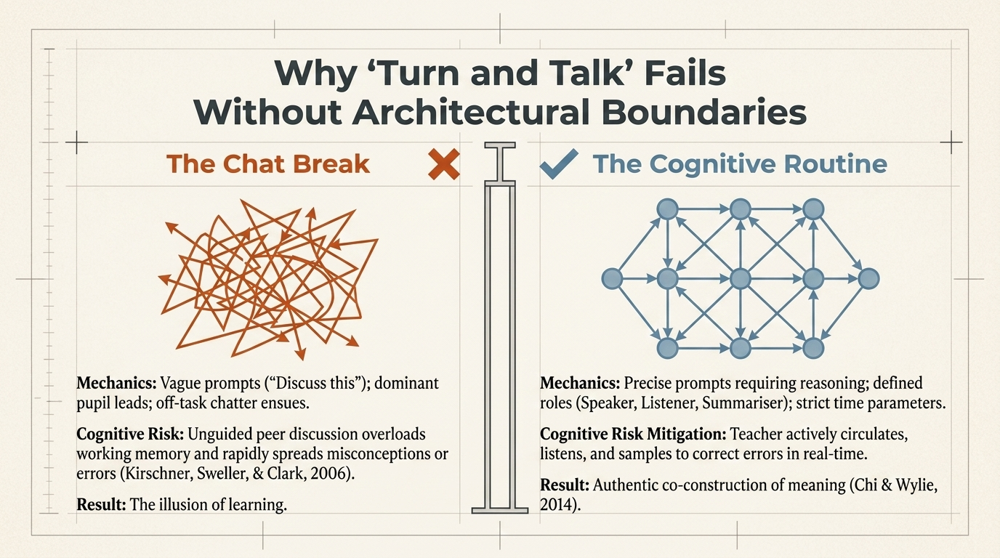 Why ‘Turn and Talk’ Fails
Without Architectural Boundaries
The Chat Break
Mechanics: Vague prompts (“Discuss this”); dominant
pupil leads; off-task chatter ensues.
Cognitive Risk: Unguided peer discussion overloads
working memory and rapidly spreads misconceptions or
errors (Kirschner, Sweller, & Clark, 2006).
Result: The illusion of learning.
The Cognitive Routine
Mechanics: Precise prompts requiring reasoning; defined
roles (Speaker, Listener, Summariser); strict time parameters.
Cognitive Risk Mitigation: Teacher actively circulates,
listens, and samples to correct errors in real-time.
Result: Authentic co-construction of meaning (Chi & Wylie,
2014).